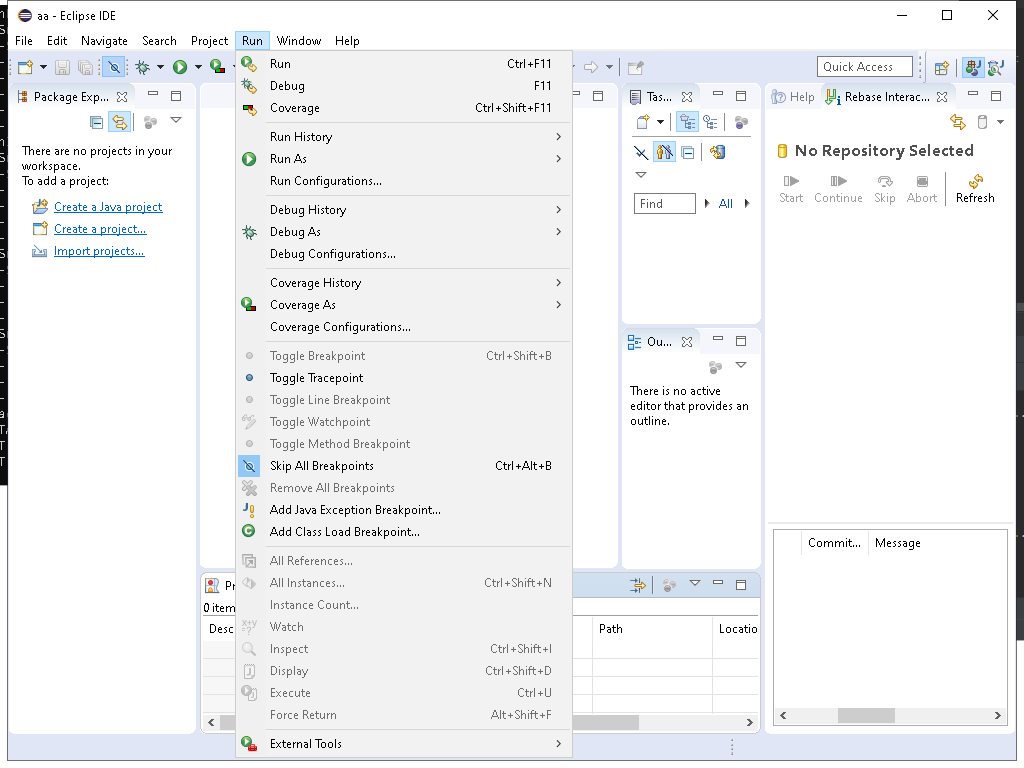 aa - Eclipse IDE
File Edit Navigate Search Project Run Window Help
Quick Access
Package Exp...
There are no projects in your
workspace.
To add a project:
Create a Java project
Create a project...
Import projects...
Run Ctrl+F11
Debug F11
Coverage Ctrl+Shift+F11
Run History
Run As
Run Configurations...
Debug History
Debug As
Debug Configurations...
Coverage History
Coverage As
Coverage Configurations...
Toggle Breakpoint Ctrl+Shift+B
Toggle Tracepoint
Toggle Line Breakpoint
Toggle Watchpoint
Toggle Method Breakpoint
Skip All Breakpoints Ctrl+Alt+B
Remove All Breakpoints
Add Java Exception Breakpoint...
Add Class Load Breakpoint...
All References...
All Instances... Ctrl+Shift+N
Instance Count...
Watch
Inspect Ctrl+Shift+I
Display Ctrl+Shift+D
Execute Ctrl+U
Force Return Alt+Shift+F
External Tools
Pr
0 item
Desc Path Locatio
Tas...
Find All
Ou...
There is no active
editor that provides an
outline.
Help Rebase Interac...
No Repository Selected
Start Continue Skip Abort Refresh
Commit... Message